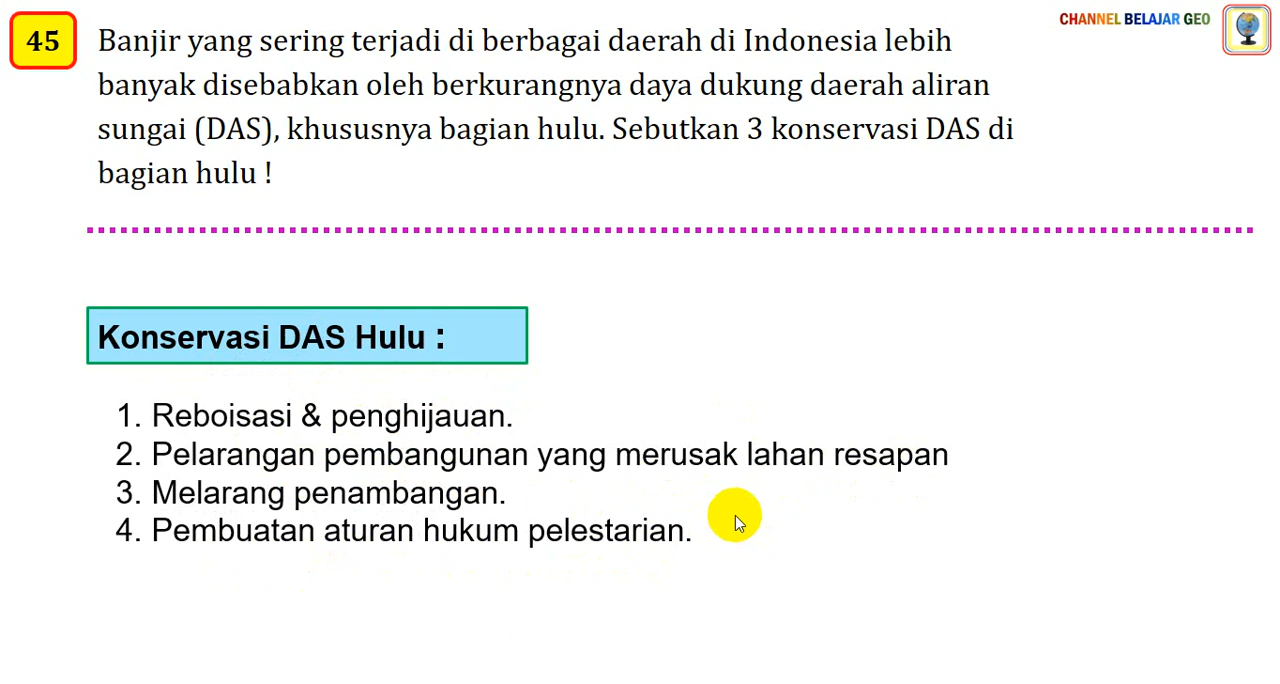 45
Banjir yang sering terjadi di berbagai daerah di Indonesia lebih
banyak disebabkan oleh berkurangnya daya dukung daerah aliran
sungai (DAS), khususnya bagian hulu. Sebutkan 3 konservasi DAS di
bagian hulu !
CHANNEL BELAJAR GEO
Konservasi DAS Hulu :
1. Reboisasi & penghijauan.
2. Pelarangan pembangunan yang merusak lahan resapan
3. Melarang penambangan.
4. Pembuatan aturan hukum pelestarian.